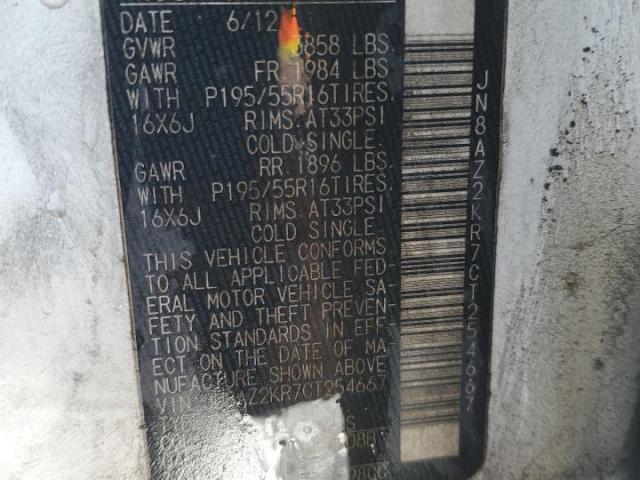 DATE 6/12
GVWR 3858 LBS.
GAWR FR.1984 LBS.
WITH P195/55R16TIRES.
16X6J RIMS.AT33PSI
COLD SINGLE.
GAWR RR.1896 LBS.
WITH P195/55R16TIRES.
16X6J RIMS.AT33PSI
COLD SINGLE.
THIS VEHICLE CONFORMS
TO ALL APPLICABLE FED-
ERAL MOTOR VEHICLE SA-
FETY AND THEFT PREVEN-
TION STANDARDS IN EFF-
ECT ON THE DATE OF MA-
NUFACTURE SHOWN ABOVE
VIN AZ2KR7CT254667
JN8AZ2KR7CT254667